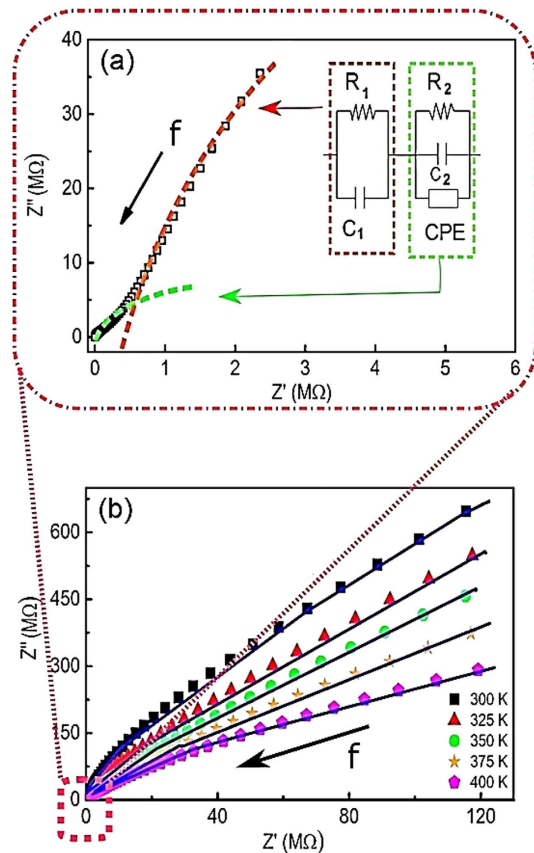 (a)
40
30
20
10
0
Z'' (MΩ)
f
R₁
R₂
C₁
C₂
CPE
0 1 2 3 4 5 6
Z' (MΩ)
(b)
600
450
300
150
0
Z'' (MΩ)
300 K
325 K
350 K
375 K
400 K
f
0 40 80 120
Z' (MΩ)